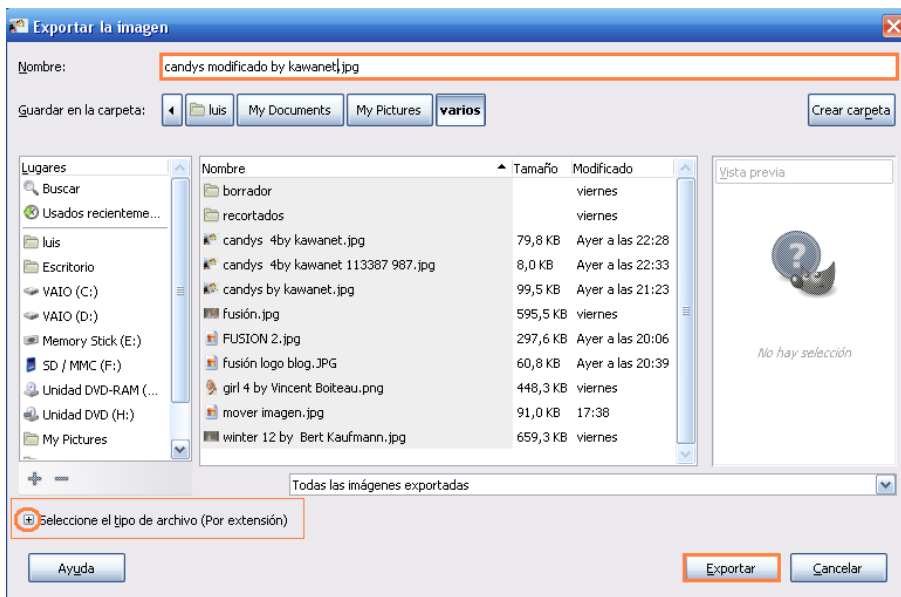 Exportar la imagen
Nombre: candys modificado by kawanet.jpg
Guardar en la carpeta: luis My Documents My Pictures varios Crear carpeta
Lugares
Buscar
Usados recienteme...
luis
Escritorio
VAIO (C:)
VAIO (D:)
Memory Stick (E:)
SD / MMC (F:)
Unidad DVD-RAM (...
Unidad DVD (H:)
My Pictures
Nombre Tamaño Modificado
borrador viernes
recortados viernes
candys 4by kawanet.jpg 79,8 KB Ayer a las 22:28
candys 4by kawanet 113387 987.jpg 8,0 KB Ayer a las 22:33
candys by kawanet.jpg 99,5 KB Ayer a las 21:23
fusión.jpg 595,5 KB viernes
FUSION 2.jpg 297,6 KB Ayer a las 20:06
fusión logo blog.JPG 60,8 KB Ayer a las 20:39
girl 4 by Vincent Boiteau.png 448,3 KB viernes
mover imagen.jpg 91,0 KB 17:38
winter 12 by Bert Kaufmann.jpg 659,3 KB viernes
Vista previa
No hay selección
Todas las imágenes exportadas
Seleccione el tipo de archivo (Por extensión)
Ayuda Exportar Cancelar